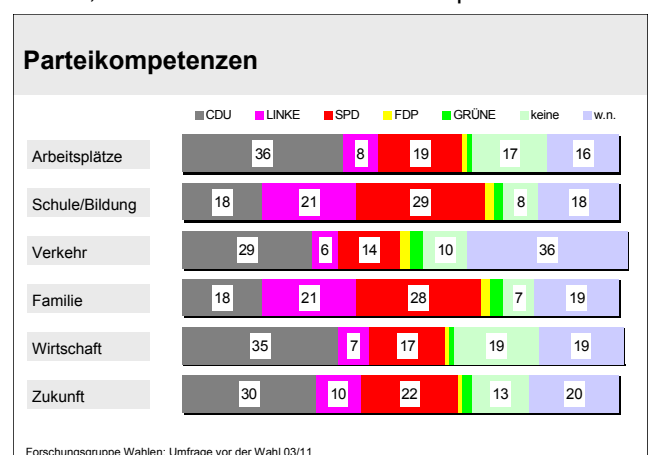 Parteikompetenzen
CDU LINKE SPD FDP GRÜNE keine w.n.
Arbeitsplätze 36 8 19 17 16
Schule/Bildung 18 21 29 8 18
Verkehr 29 6 14 10 36
Familie 18 21 28 7 19
Wirtschaft 35 7 17 19 19
Zukunft 30 10 22 13 20
Forschungsgruppe Wahlen: Umfrage vor der Wahl 03/11